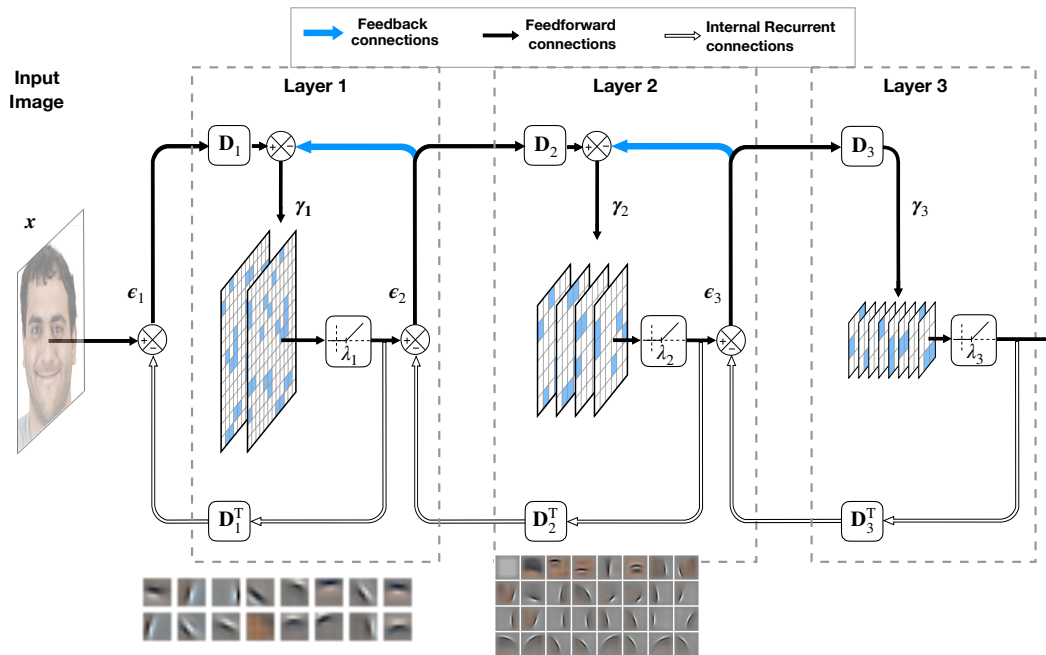 Feedback
connections
Feedforward
connections
Internal Recurrent
connections
Input
Image
Layer 1
Layer 2
Layer 3
D₁
+
−
D₂
+
−
D₃
x
γ₁
γ₂
γ₃
ϵ₁
ϵ₂
ϵ₃
+
−
λ₁
+
−
λ₂
+
−
λ₃
D₁ᵀ
D₂ᵀ
D₃ᵀ